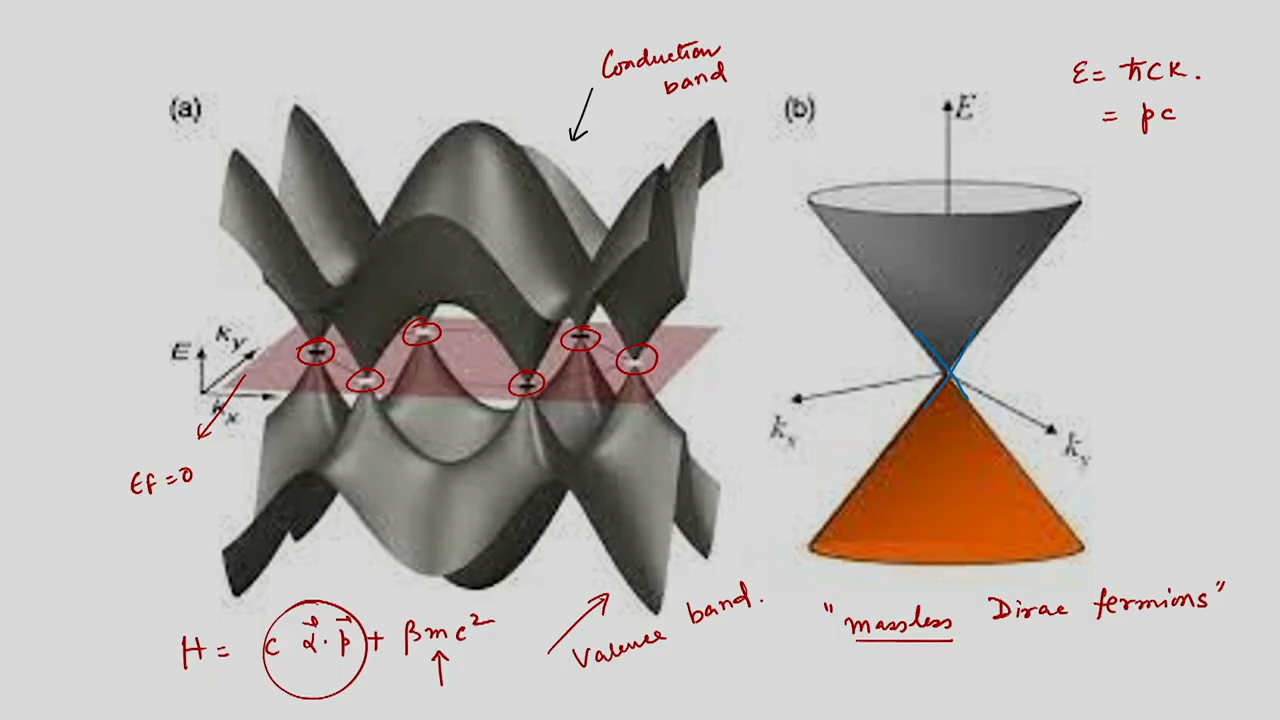 Conduction
band
ε = ħck.
= pc
(a)
(b)
E
E
ky
kx
kx
ky
Ef=0
"massless Dirac fermions"
Valence band.
H = c α⃗·p⃗ + βmc²